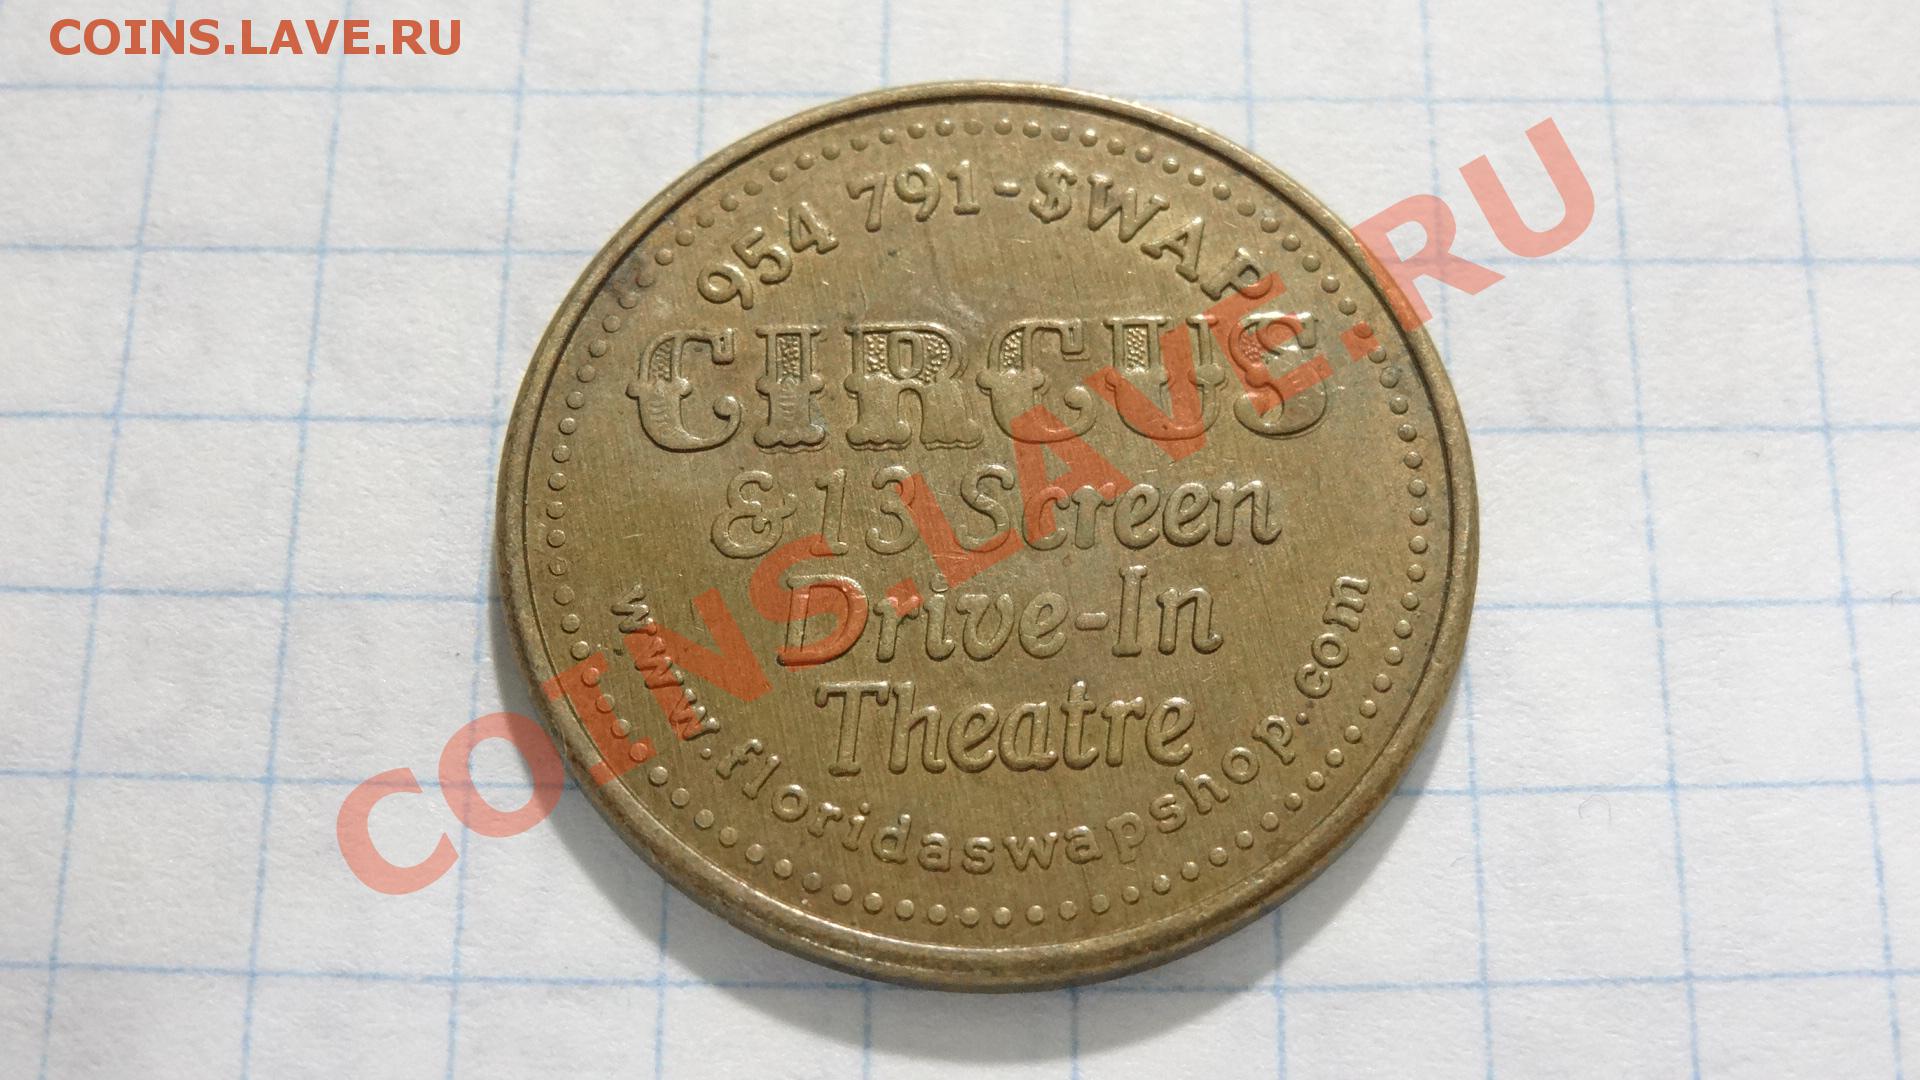 COINS.LAVE.RU
954 791-$WAP
CIRCUS
& 13 Screen
Drive-In
Theatre
www.floridaswapshop.com
COINS.LAVE.RU